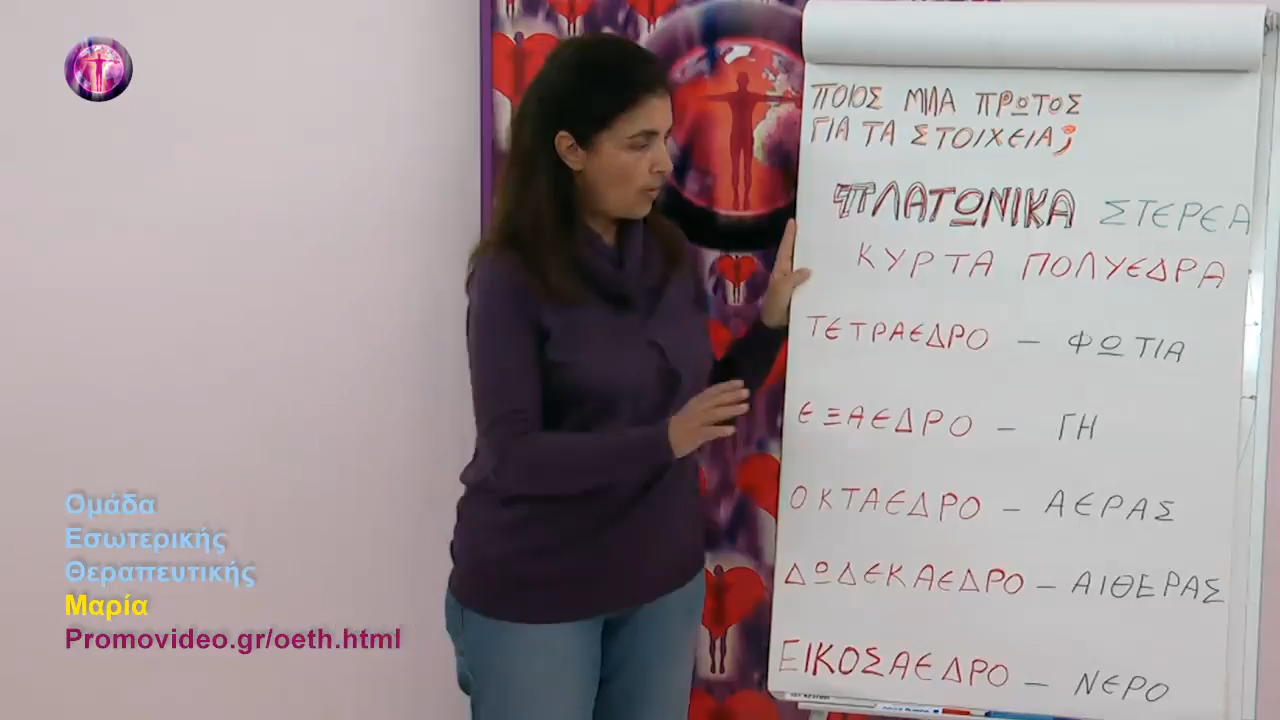 ΠΟΙΟΣ ΜΙΛΑ ΠΡΩΤΟΣ
ΓΙΑ ΤΑ ΣΤΟΙΧΕΙΑ;
ΠΛΑΤΩΝΙΚΑ ΣΤΕΡΕΑ
ΚΥΡΤΑ ΠΟΛΥΕΔΡΑ
ΤΕΤΡΑΕΔΡΟ – ΦΩΤΙΑ
ΕΞΑΕΔΡΟ – ΓΗ
ΟΚΤΑΕΔΡΟ – ΑΕΡΑΣ
ΔΩΔΕΚΑΕΔΡΟ – ΑΙΘΕΡΑΣ
ΕΙΚΟΣΑΕΔΡΟ – ΝΕΡΟ
Ομάδα
Εσωτερικής
Θεραπευτικής
Μαρία
Promovideo.gr/oeth.html